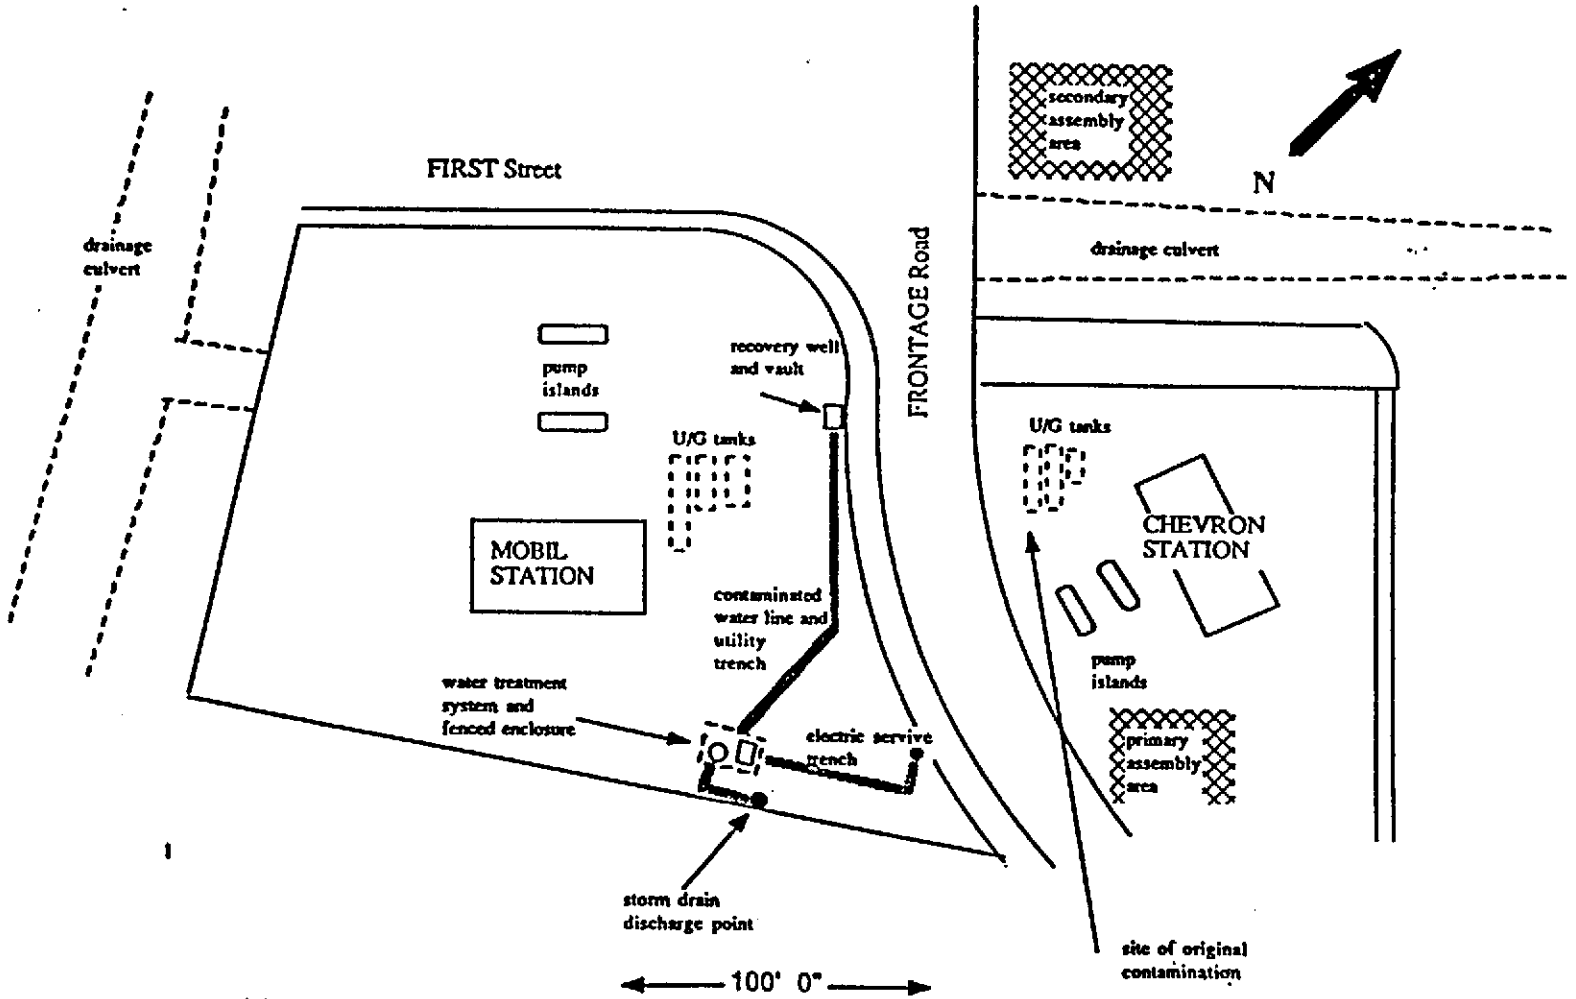 secondary
assembly
area
FIRST Street
N
drainage
culvert
FRONTAGE Road
drainage culvert
recovery well
and vault
pump
islands
U/G tanks
U/G tanks
MOBIL
STATION
CHEVRON
STATION
contaminated
water line and
utility
trench
pump
islands
water treatment
system and
fenced enclosure
electric servive
trench
primary
assembly
area
storm drain
discharge point
site of original
contamination
100' 0"